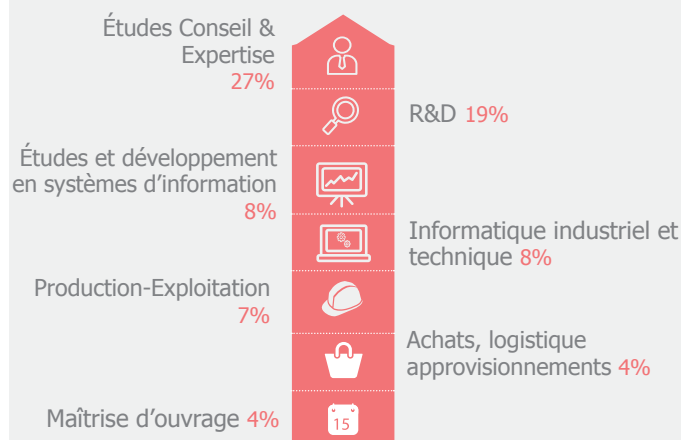 Études Conseil &
Expertise
27%
R&D 19%
Études et développement
en systèmes d'information
8%
Informatique industriel et
technique 8%
Production-Exploitation
7%
Achats, logistique
approvisionnements 4%
Maîtrise d'ouvrage 4%
15